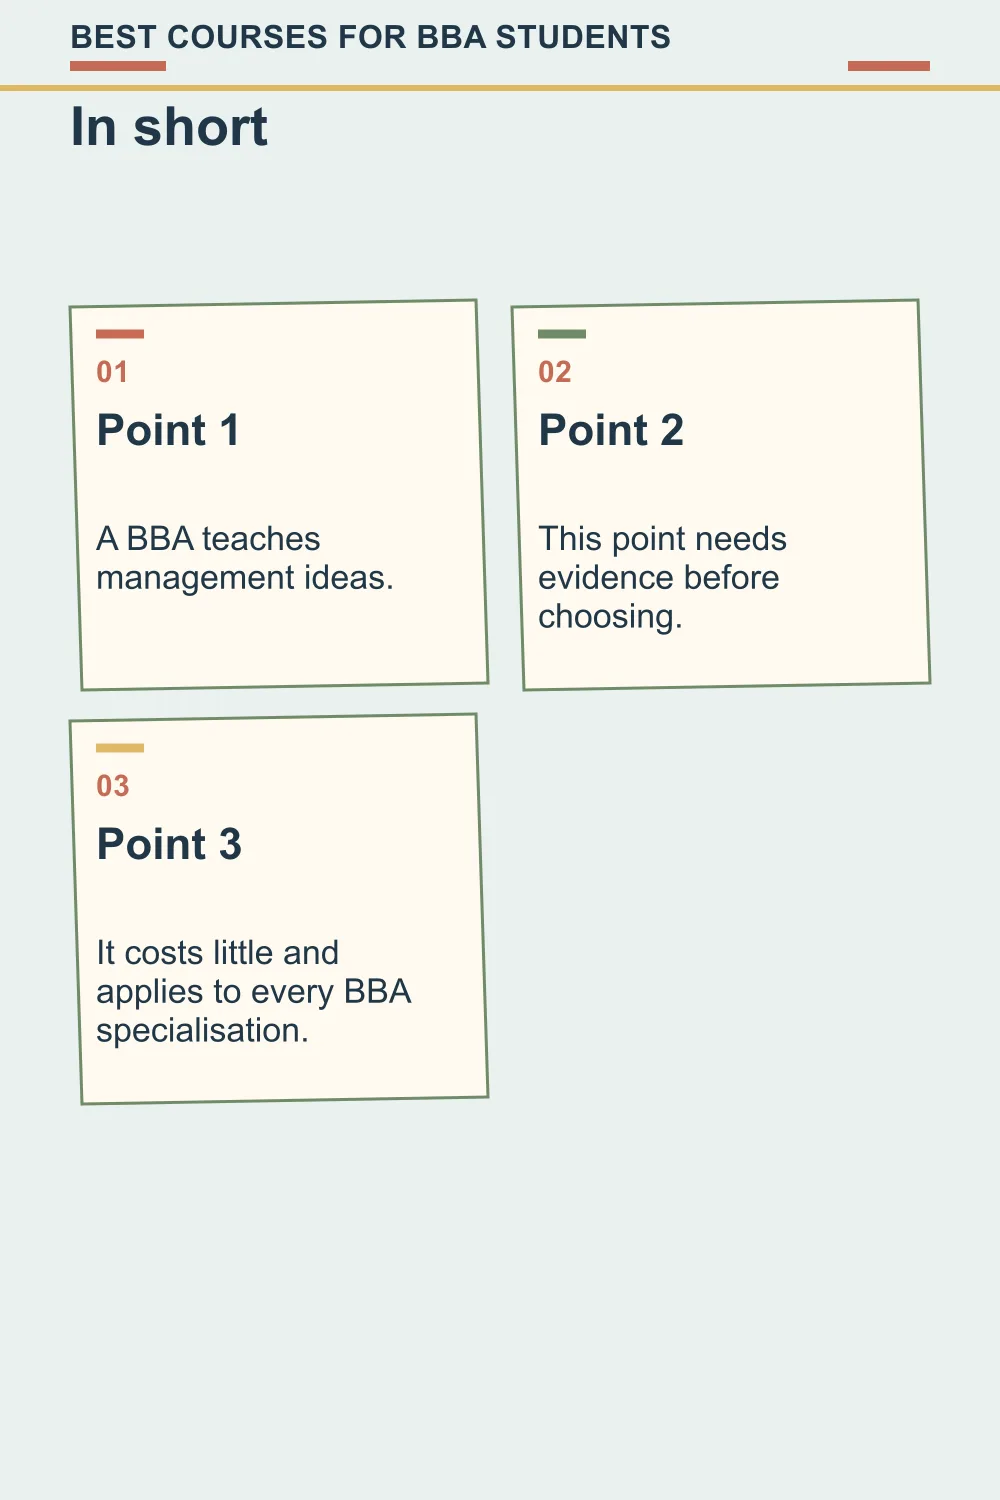 BEST COURSES FOR BBA STUDENTS
In short
01
Point 1
A BBA teaches
management ideas.
02
Point 2
This point needs
evidence before
choosing.
03
Point 3
It costs little and
applies to every BBA
specialisation.